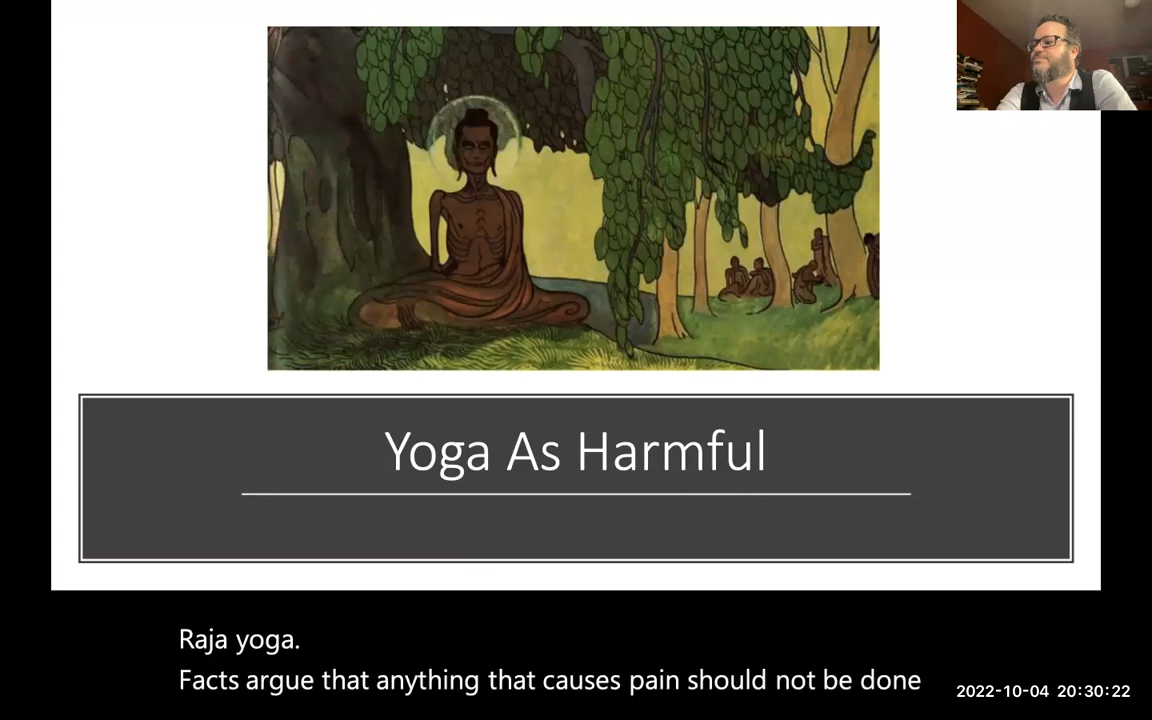 Yoga As Harmful
Raja yoga.
Facts argue that anything that causes pain should not be done
2022-10-04 20:30:22